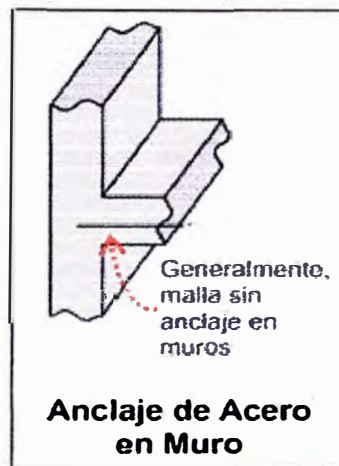 Generalmente,
malla sin
anclaje en
muros
Anclaje de Acero
en Muro